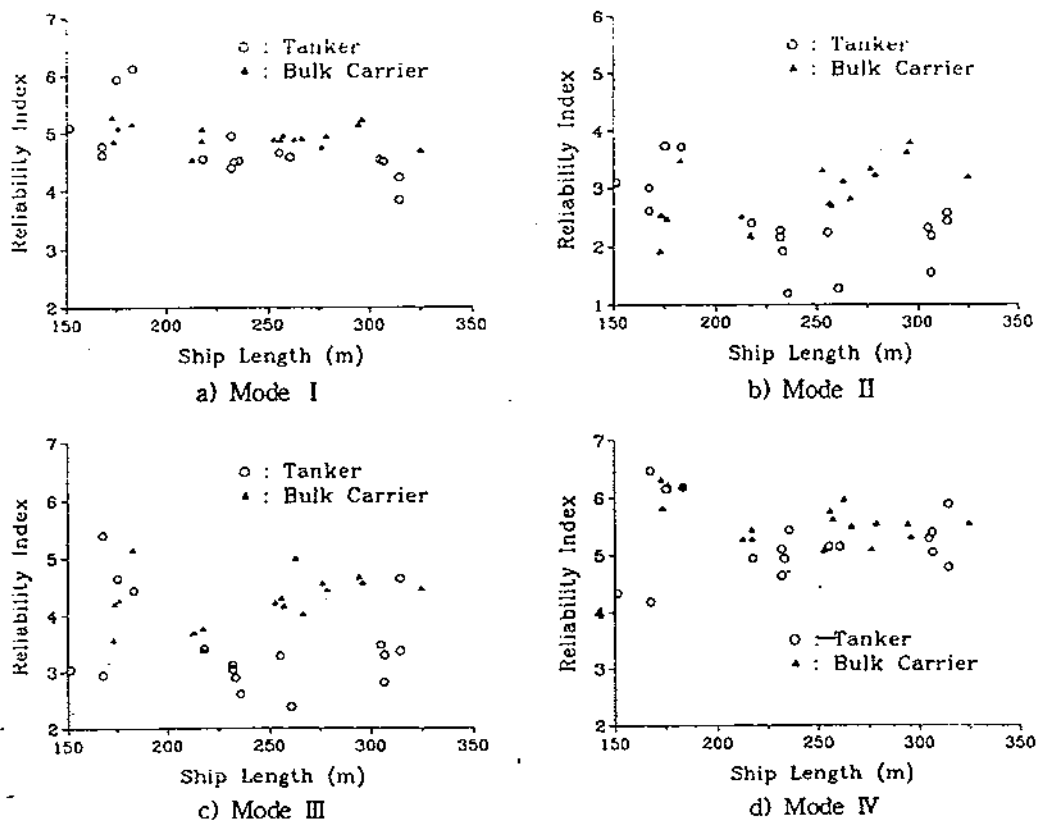 7
6
5
4
3
2
Reliability Index
○ : Tanker
▲ : Bulk Carrier
150 200 250 300 350
Ship Length (m)
a) Mode Ⅰ
6
5
4
3
2
1
Reliability Index
○ : Tanker
▲ : Bulk Carrier
150 200 250 300 350
Ship Length (m)
b) Mode Ⅱ
7
6
5
4
3
2
Reliability Index
○ : Tanker
▲ : Bulk Carrier
150 200 250 300 350
Ship Length (m)
c) Mode Ⅲ
7
6
5
4
3
2
Reliability Index
○ : Tanker
▲ : Bulk Carrier
150 200 250 300 350
Ship Length (m)
d) Mode Ⅳ